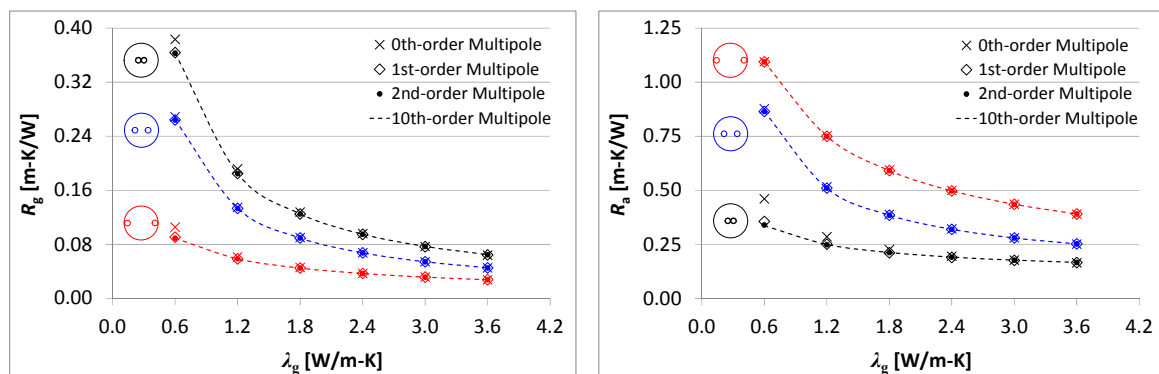 0.40
0.32
0.24
0.16
0.08
0.00
R_g [m-K/W]
× 0th-order Multipole
◇ 1st-order Multipole
• 2nd-order Multipole
----- 10th-order Multipole
0.0 0.6 1.2 1.8 2.4 3.0 3.6 4.2
λ_g [W/m-K]
1.25
1.00
0.75
0.50
0.25
0.00
R_a [m-K/W]
× 0th-order Multipole
◇ 1st-order Multipole
• 2nd-order Multipole
----- 10th-order Multipole
0.0 0.6 1.2 1.8 2.4 3.0 3.6 4.2
λ_g [W/m-K]